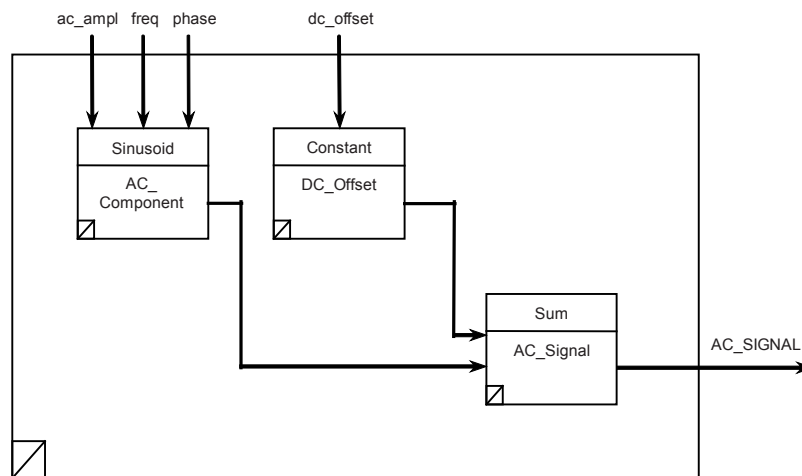 ac_ampl freq phase dc_offset
Sinusoid
AC_
Component
Constant
DC_Offset
Sum
AC_Signal
AC_SIGNAL